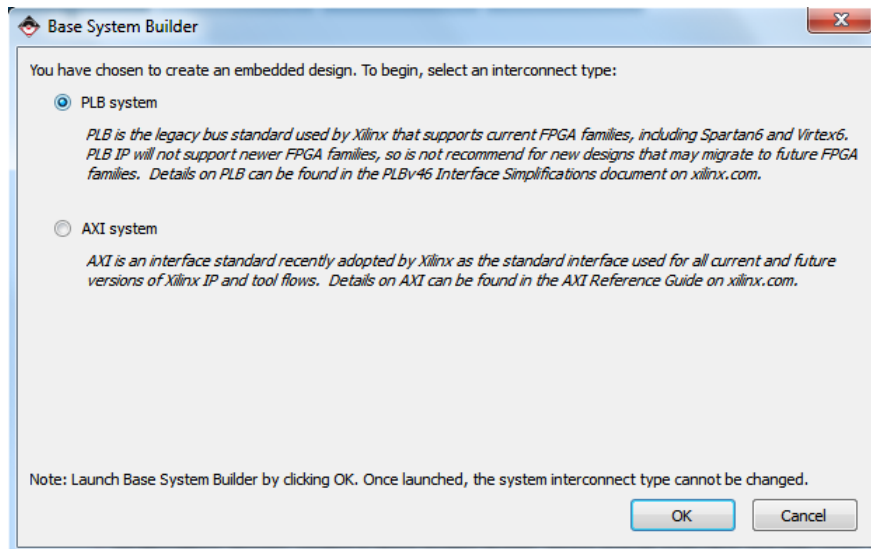 Base System Builder
You have chosen to create an embedded design. To begin, select an interconnect type:
PLB system
PLB is the legacy bus standard used by Xilinx that supports current FPGA families, including Spartan6 and Virtex6.
PLB IP will not support newer FPGA families, so is not recommend for new designs that may migrate to future FPGA
families. Details on PLB can be found in the PLBv46 Interface Simplifications document on xilinx.com.
AXI system
AXI is an interface standard recently adopted by Xilinx as the standard interface used for all current and future
versions of Xilinx IP and tool flows. Details on AXI can be found in the AXI Reference Guide on xilinx.com.
Note: Launch Base System Builder by clicking OK. Once launched, the system interconnect type cannot be changed.
OK Cancel